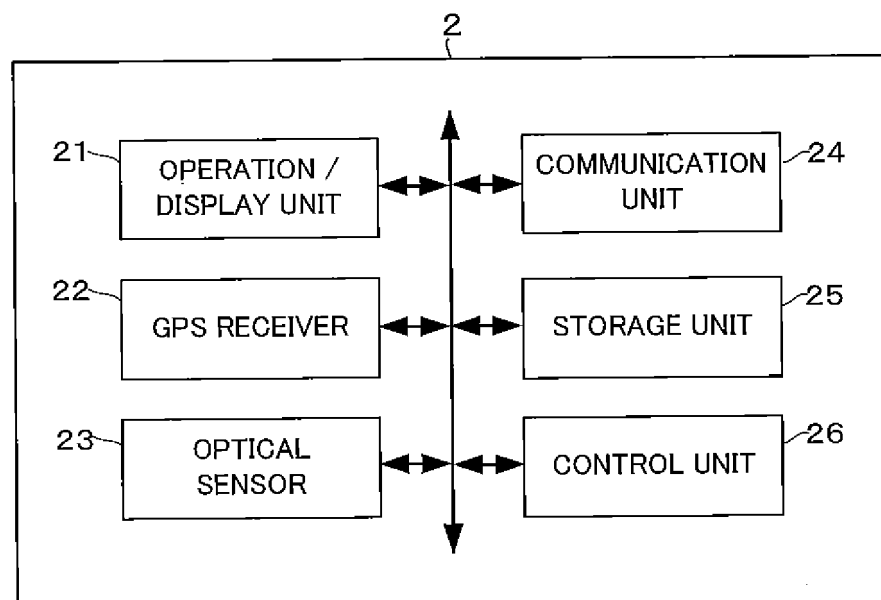 2
21
OPERATION /
DISPLAY UNIT
24
COMMUNICATION
UNIT
22
GPS RECEIVER
25
STORAGE UNIT
23
OPTICAL
SENSOR
26
CONTROL UNIT